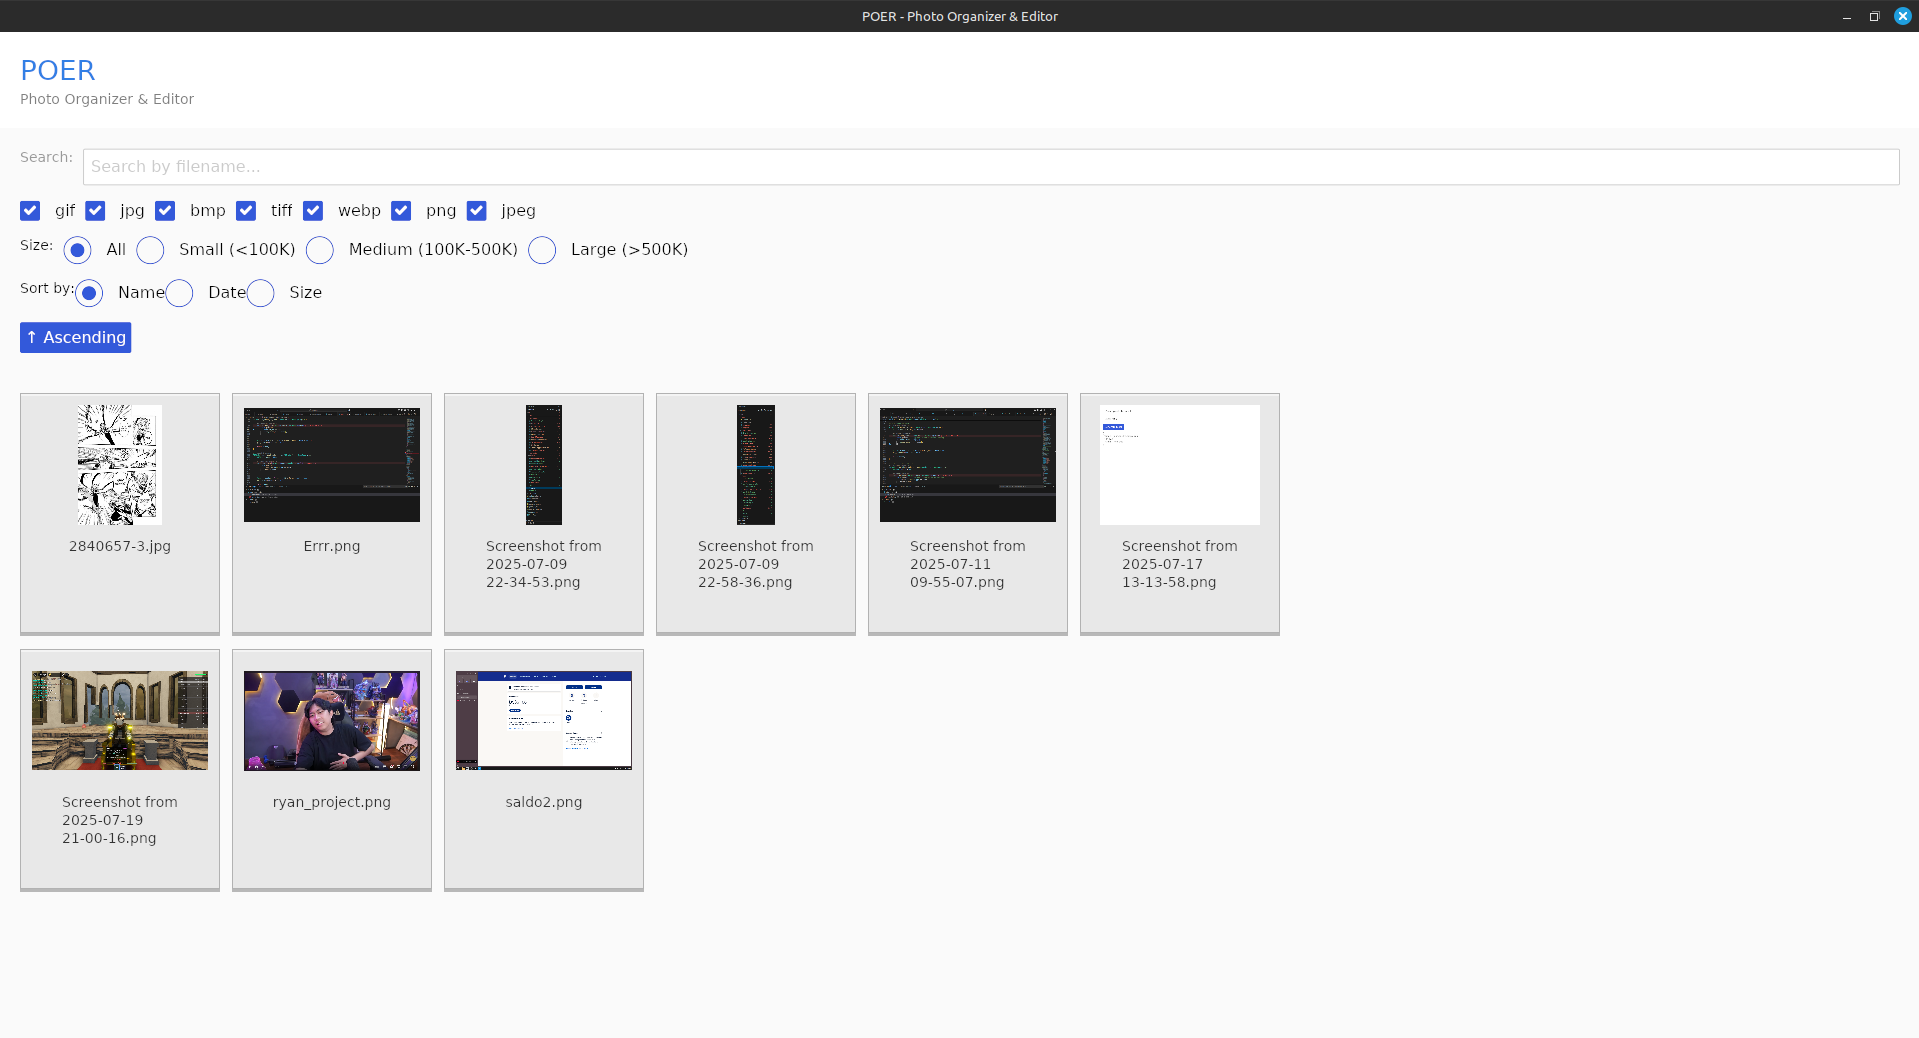 POER - Photo Organizer & Editor
POER
Photo Organizer & Editor
Search:
Search by filename...
gif jpg bmp tiff webp png jpeg
Size: All Small (<100K) Medium (100K-500K) Large (>500K)
Sort by: Name Date Size
↑ Ascending
2840657-3.jpg
Errr.png
Screenshot from
2025-07-09
22-34-53.png
Screenshot from
2025-07-09
22-58-36.png
Screenshot from
2025-07-11
09-55-07.png
Screenshot from
2025-07-17
13-13-58.png
Screenshot from
2025-07-19
21-00-16.png
ryan_project.png
saldo2.png